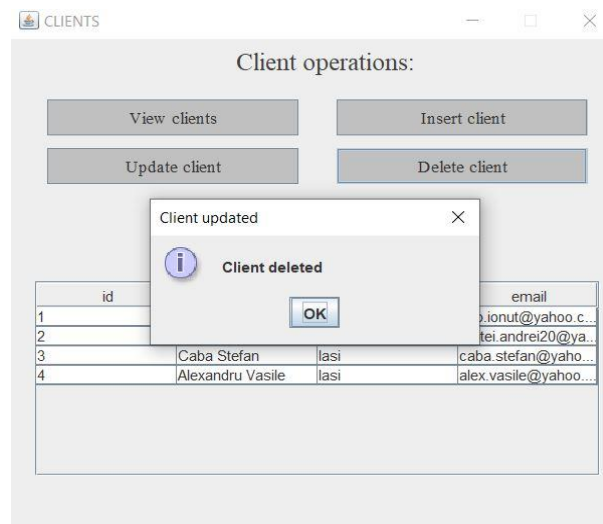 CLIENTS
Client operations:
View clients
Insert client
Update client
Delete client
Client updated
Client deleted
OK
id email
1 .ionut@yahoo.c...
2 tei.andrei20@ya...
3 Caba Stefan Iasi caba.stefan@yaho...
4 Alexandru Vasile Iasi alex.vasile@yahoo....